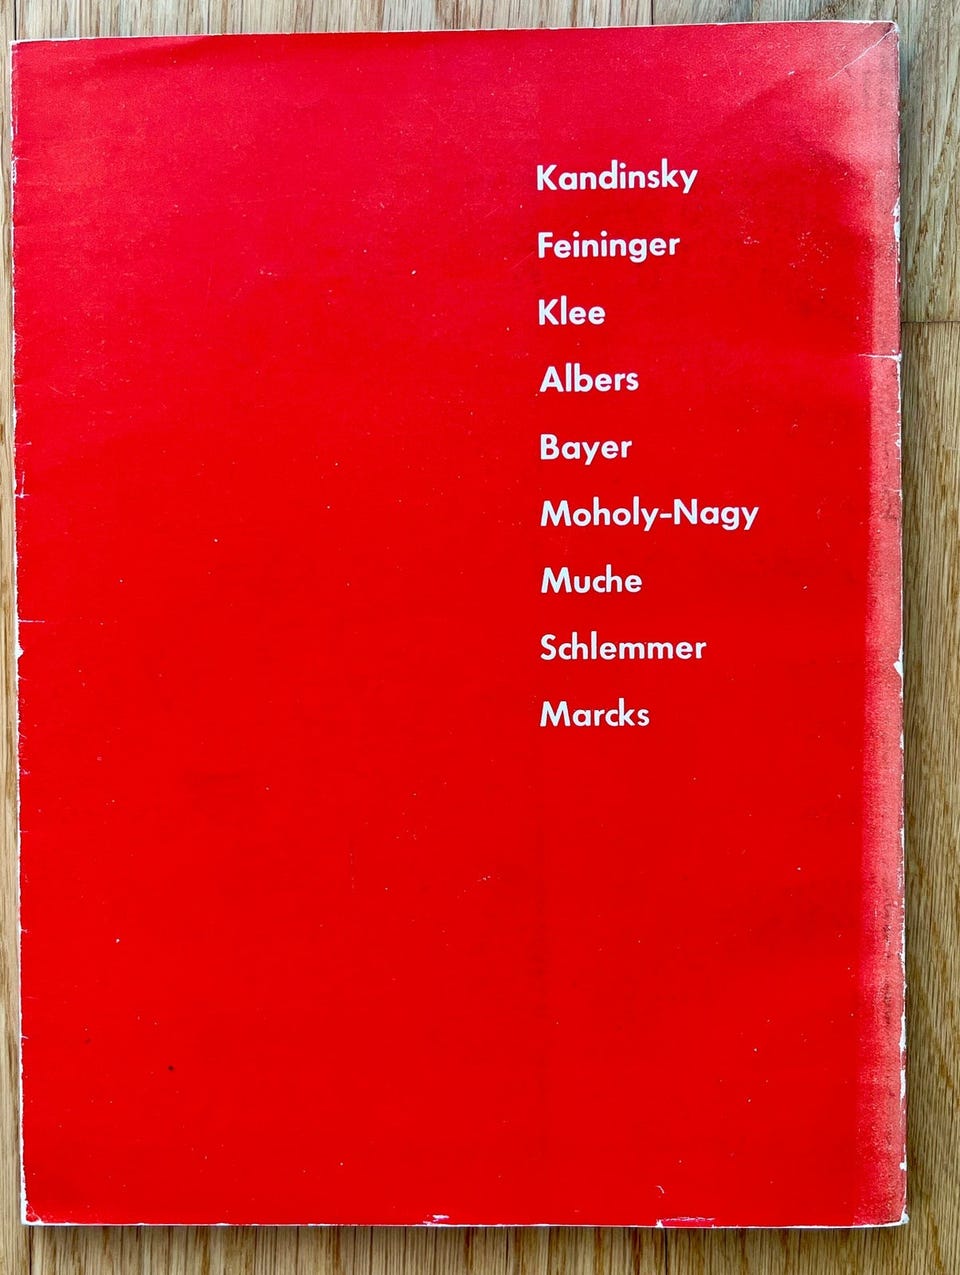 Kandinsky
Feininger
Klee
Albers
Bayer
Moholy-Nagy
Muche
Schlemmer
Marcks